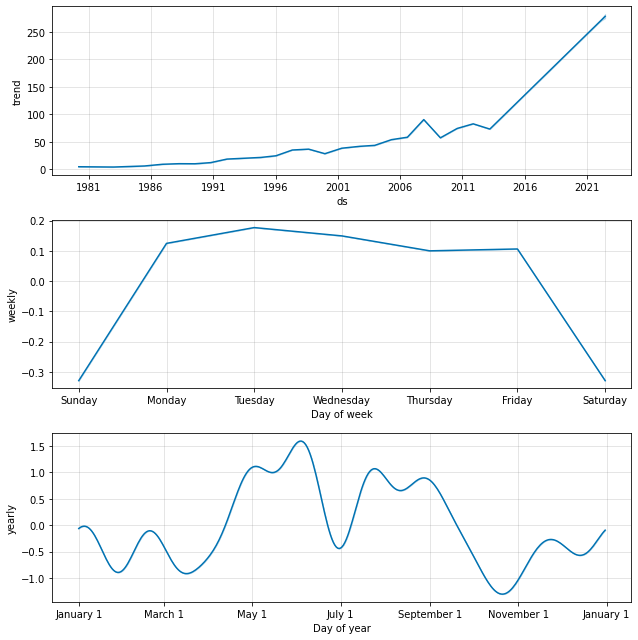 250
200
150
100
50
0
trend
1981 1986 1991 1996 2001 2006 2011 2016 2021
ds
0.2
0.1
0.0
−0.1
−0.2
−0.3
weekly
Sunday Monday Tuesday Wednesday Thursday Friday Saturday
Day of week
1.5
1.0
0.5
0.0
−0.5
−1.0
yearly
January 1 March 1 May 1 July 1 September 1 November 1 January 1
Day of year